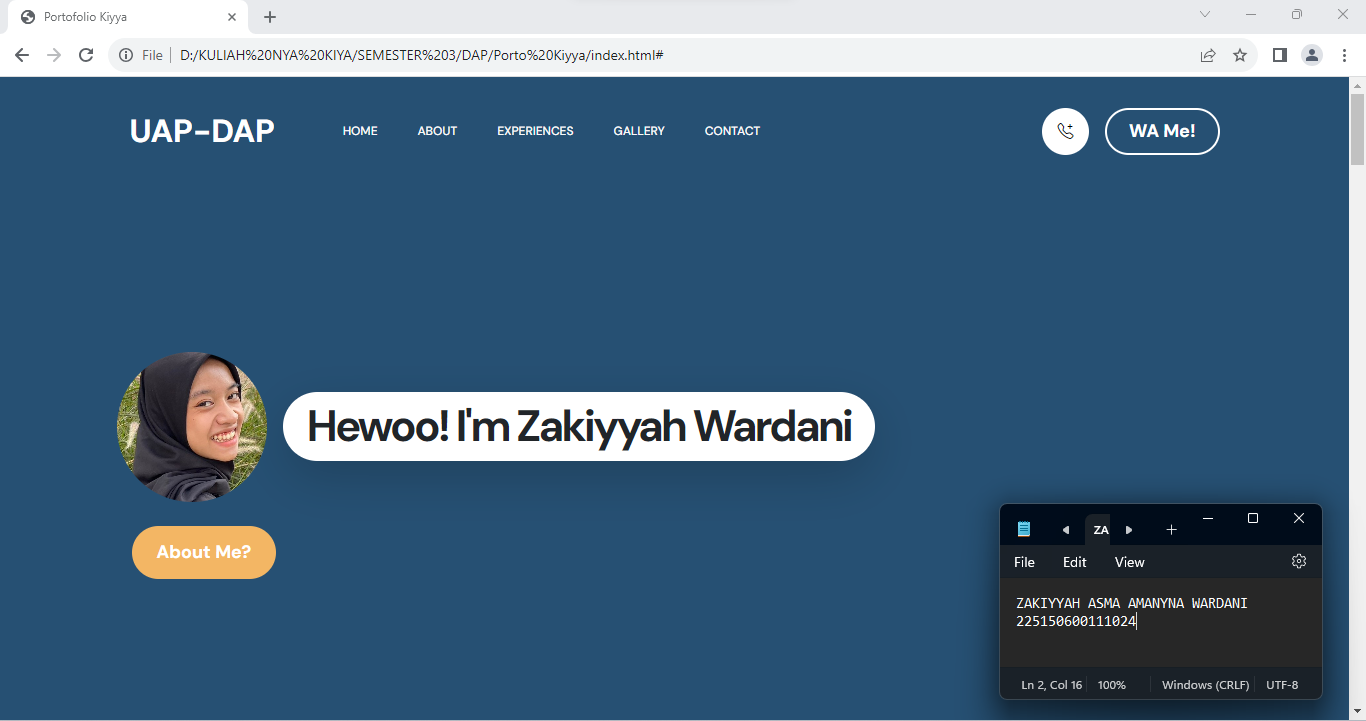 Portofolio Kiyya
File
D:/KULIAH%20NYA%20KIYA/SEMESTER%203/DAP/Porto%20Kiyya/index.html#
UAP-DAP
HOME ABOUT EXPERIENCES GALLERY CONTACT
WA Me!
Hewoo! I'm Zakiyyah Wardani
About Me?
ZA
File Edit View
ZAKIYYAH ASMA AMANYNA WARDANI
225150600111024
Ln 2, Col 16 100% Windows (CRLF) UTF-8